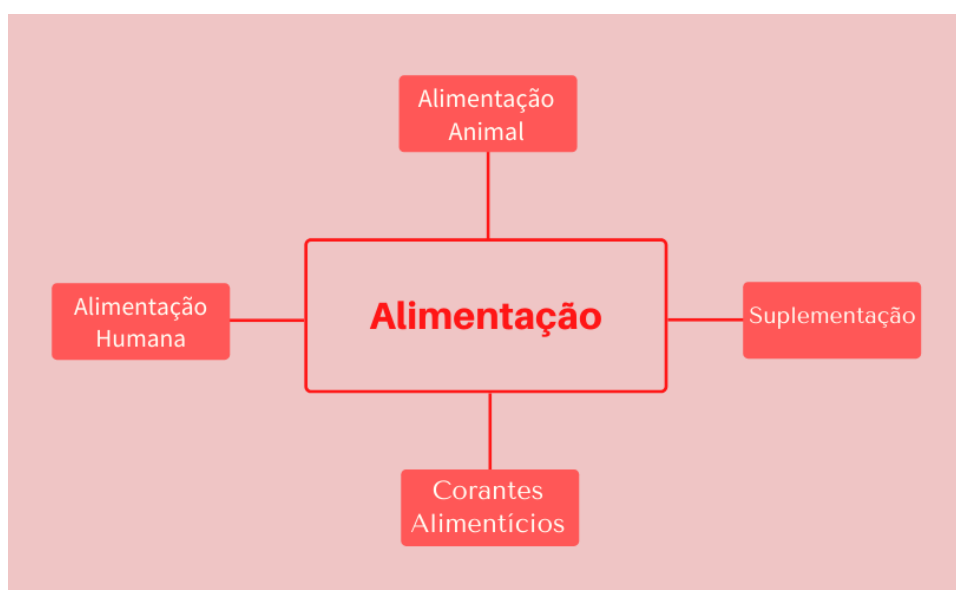 Alimentação
Animal
Alimentação
Humana
Alimentação
Suplementação
Corantes
Alimentícios